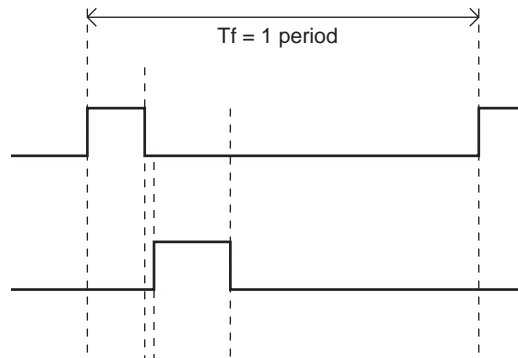 Tf = 1 period